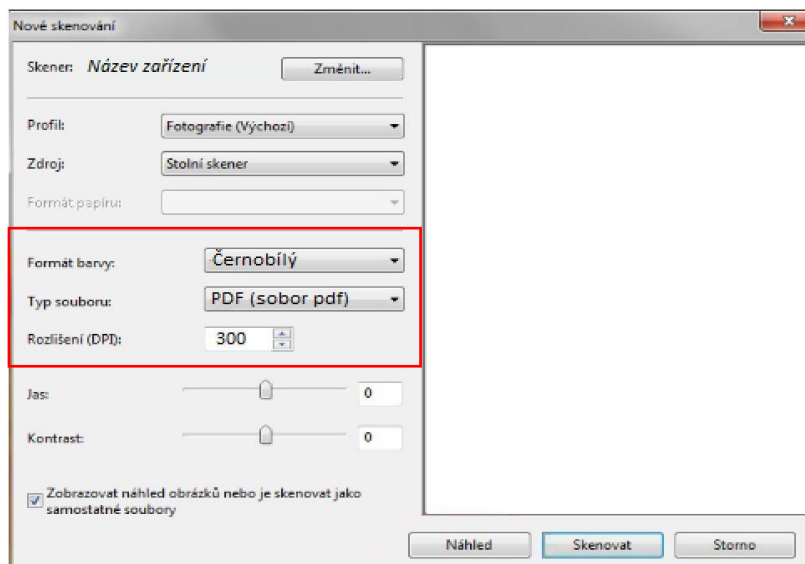 Nové skenování
Skener: Název zařízení Změnit...
Profil: Fotografie (Výchozí)
Zdroj: Stolní skener
Formát papíru:
Formát barvy: Černobílý
Typ souboru: PDF (sobor pdf)
Rozlišení (DPI): 300
Jas: 0
Kontrast: 0
Zobrazovat náhled obrázků nebo je skenovat jako
samostatné soubory
Náhled Skenovat Storno